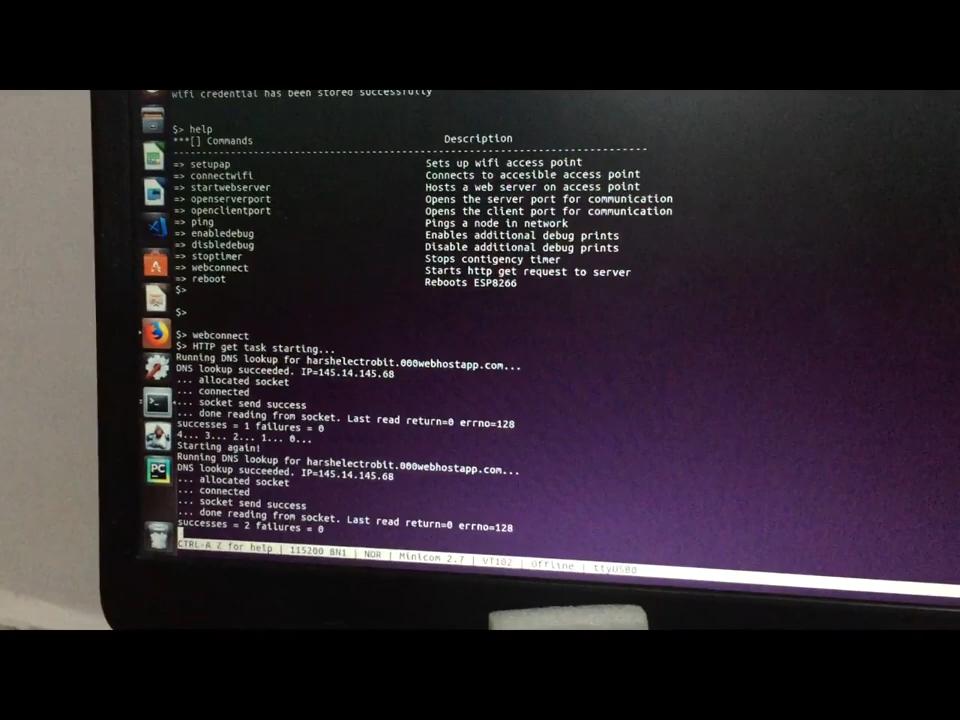 wifi credential has been stored successfully
$> help
***[] Commands Description
--------------------------------------------------------------------------------
=> setupap Sets up wifi access point
=> connectwifi Connects to accesible access point
=> startwebserver Hosts a web server on access point
=> openserverport Opens the server port for communication
=> openclientport Opens the client port for communication
=> ping Pings a node in network
=> enabledebug Enables additional debug prints
=> disbledebug Disable additional debug prints
=> stoptimer Stops contigency timer
=> webconnect Starts http get request to server
=> reboot Reboots ESP8266
$>
$>
$> webconnect
$> HTTP get task starting...
Running DNS lookup for harshelectrobit.000webhostapp.com...
DNS lookup succeeded. IP=145.14.145.68
... allocated socket
... connected
... socket send success
... done reading from socket. Last read return=0 errno=128
successes = 1 failures = 0
4... 3... 2... 1... 0...
Starting again!
Running DNS lookup for harshelectrobit.000webhostapp.com...
DNS lookup succeeded. IP=145.14.145.68
... allocated socket
... connected
... socket send success
... done reading from socket. Last read return=0 errno=128
successes = 2 failures = 0
CTRL-A Z for help | 115200 8N1 | NOR | Minicom 2.7 | VT102 | Offline | ttyUSB0
A
PC